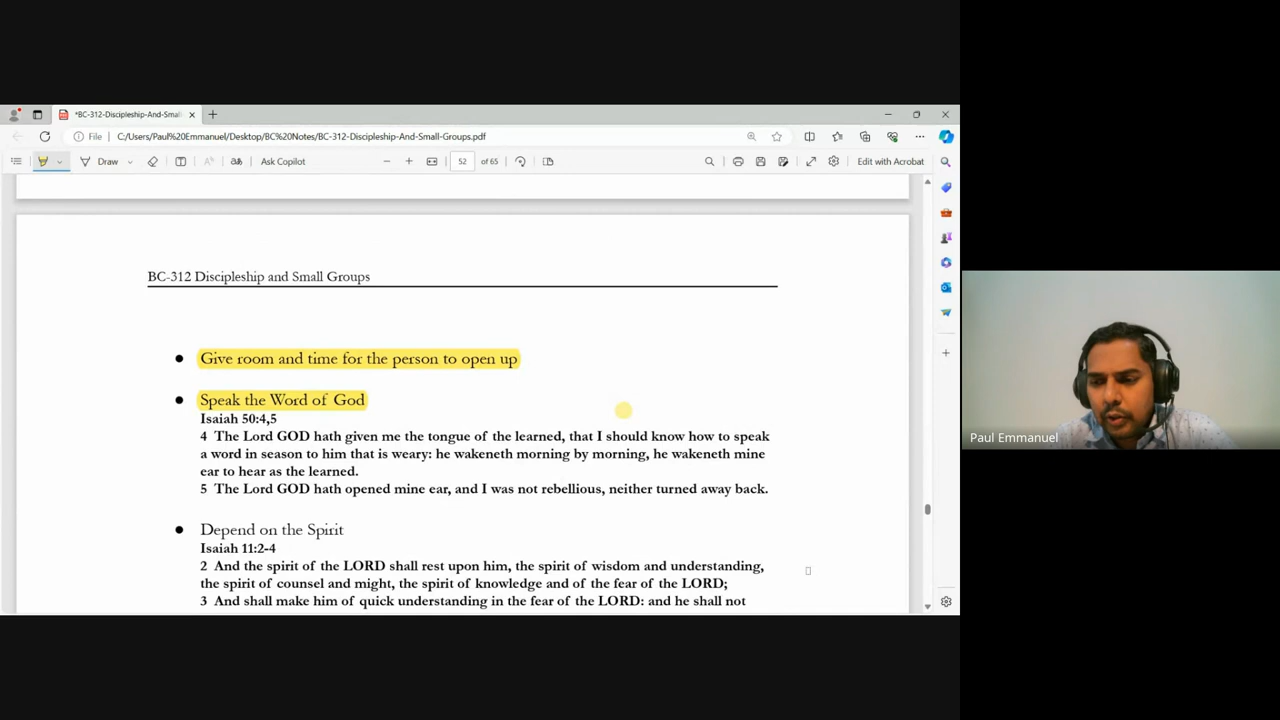 *BC-312-Discipleship-And-Smal
File C:/Users/Paul%20Emmanuel/Desktop/BC%20Notes/BC-312-Discipleship-And-Small-Groups.pdf
Draw Ask Copilot 52 of 65 Edit with Acrobat
BC-312 Discipleship and Small Groups
● Give room and time for the person to open up
● Speak the Word of God
Isaiah 50:4,5
4 The Lord GOD hath given me the tongue of the learned, that I should know how to speak
a word in season to him that is weary: he wakeneth morning by morning, he wakeneth mine
ear to hear as the learned.
5 The Lord GOD hath opened mine ear, and I was not rebellious, neither turned away back.
● Depend on the Spirit
Isaiah 11:2-4
2 And the spirit of the LORD shall rest upon him, the spirit of wisdom and understanding,
the spirit of counsel and might, the spirit of knowledge and of the fear of the LORD;
3 And shall make him of quick understanding in the fear of the LORD: and he shall not
Paul Emmanuel